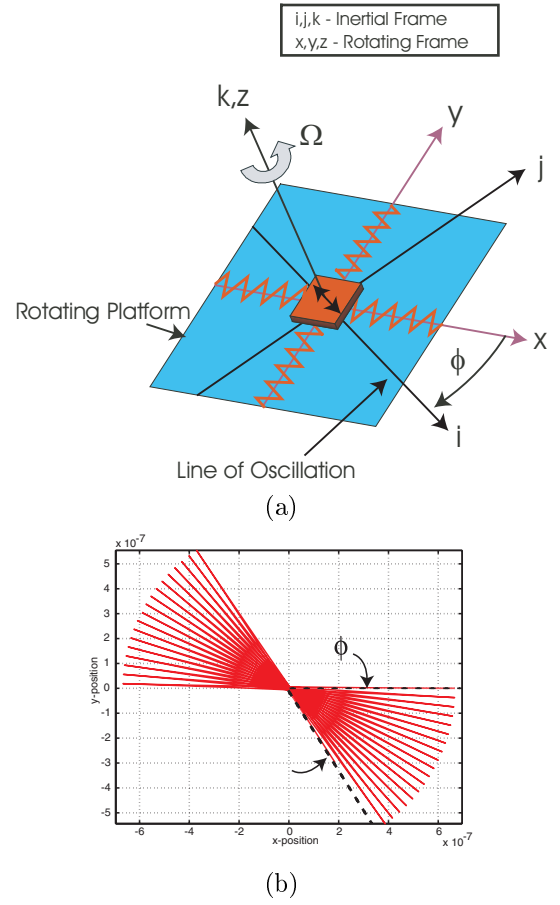 i,j,k - Inertial Frame
x,y,z - Rotating Frame
k,z
Ω
y
j
Rotating Platform
x
ϕ
i
Line of Oscillation
(a)
x 10⁻⁷
5
4
3
2
1
0
-1
-2
-3
-4
-5
y-position
ϕ
-6
-4
-2
0
2
4
6
x-position
x 10⁻⁷
(b)